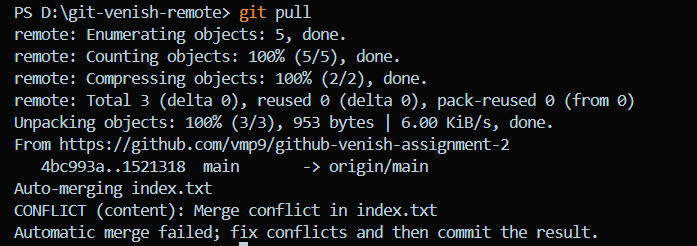 PS D:\git-venish-remote> git pull
remote: Enumerating objects: 5, done.
remote: Counting objects: 100% (5/5), done.
remote: Compressing objects: 100% (2/2), done.
remote: Total 3 (delta 0), reused 0 (delta 0), pack-reused 0 (from 0)
Unpacking objects: 100% (3/3), 953 bytes | 6.00 KiB/s, done.
From https://github.com/vmp9/github-venish-assignment-2
   4bc993a..1521318  main       -> origin/main
Auto-merging index.txt
CONFLICT (content): Merge conflict in index.txt
Automatic merge failed; fix conflicts and then commit the result.